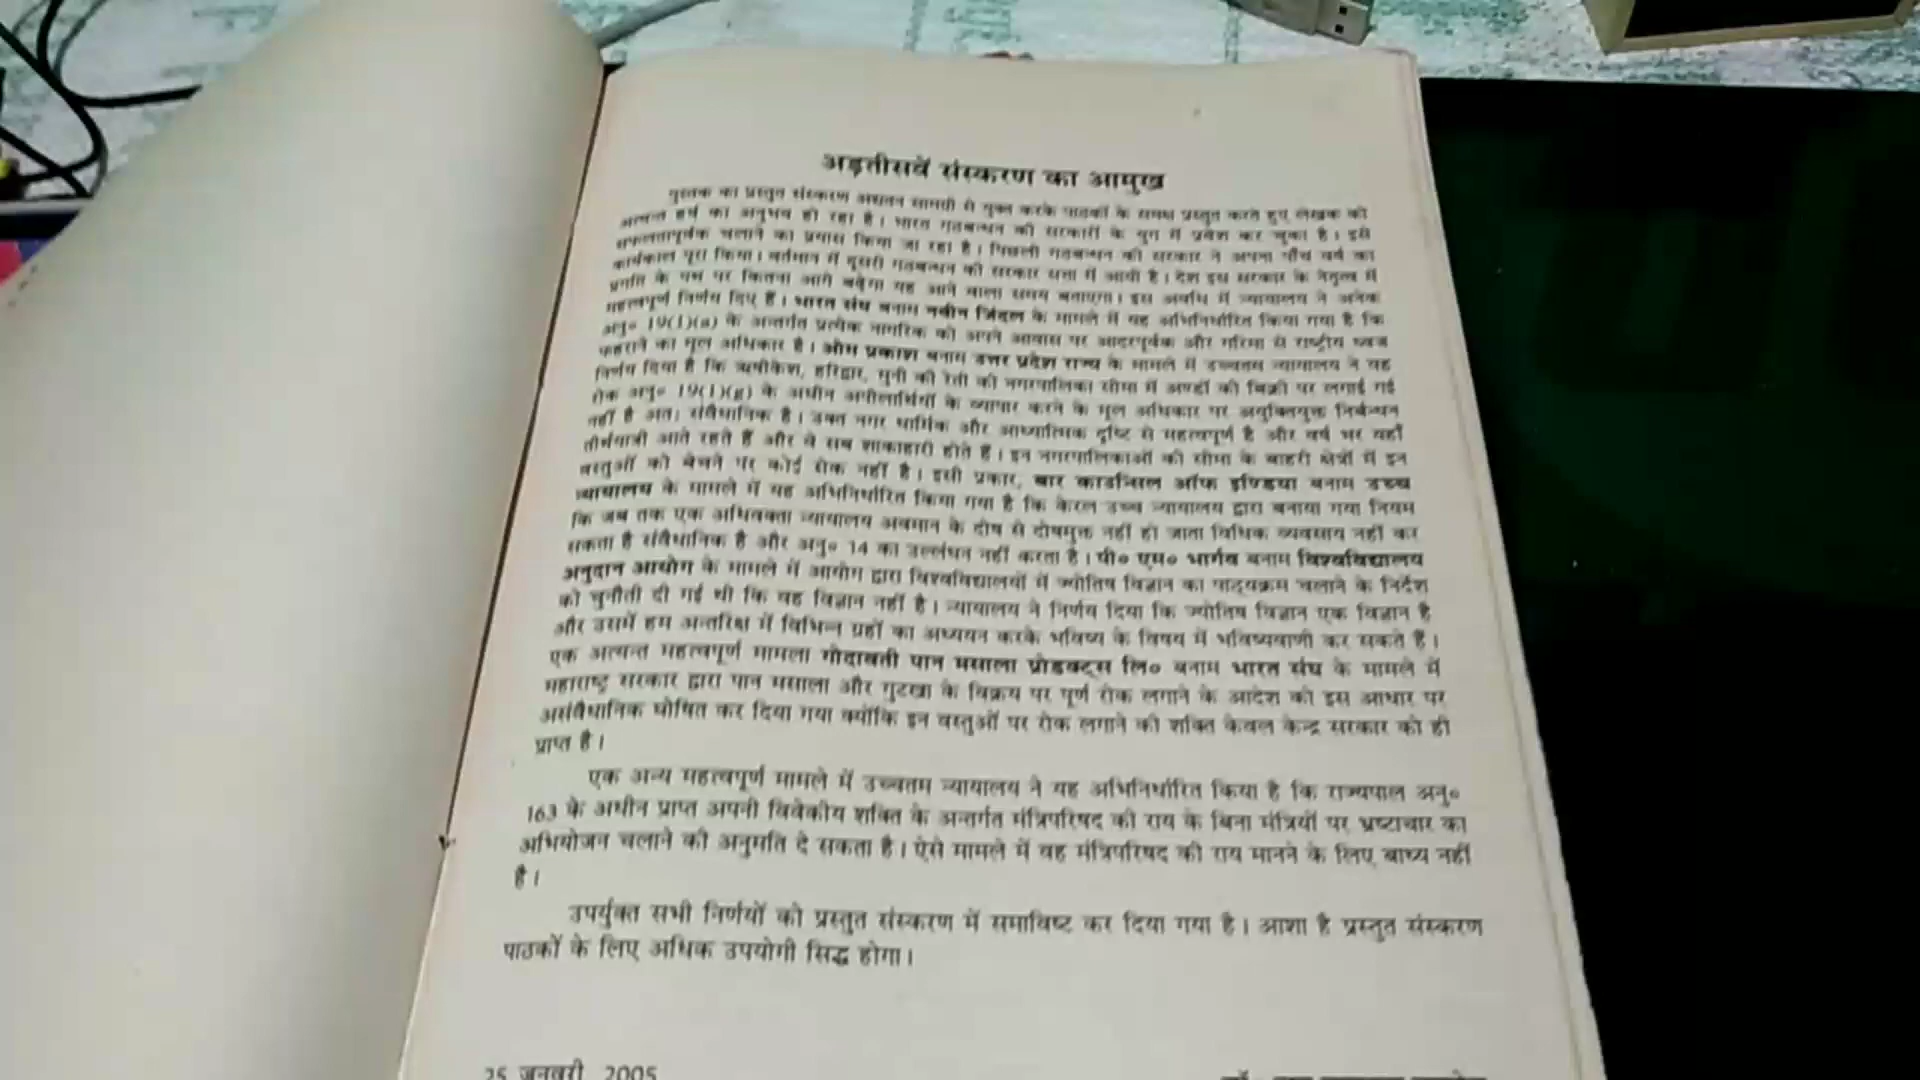 अड़तीसवें संस्करण का आमुख
पुस्तक का प्रस्तुत संस्करण अद्यतन सामग्री से युक्त करके पाठकों के समक्ष प्रस्तुत करते हुए लेखक को
अत्यन्त हर्ष का अनुभव हो रहा है। भारत गठबन्धन की सरकारों के युग में प्रवेश कर चुका है। इसे
सफलतापूर्वक चलाने का प्रयास किया जा रहा है। पिछली गठबन्धन की सरकार ने अपना पाँच वर्ष का
कार्यकाल पूरा किया। वर्तमान में दूसरी गठबन्धन की सरकार सत्ता में आयी है। देश इस सरकार के नेतृत्व में
प्रगति के पथ पर कितना आगे बढ़ेगा यह आने वाला समय बताएगा। इस अवधि में न्यायालय ने अनेक
महत्वपूर्ण निर्णय दिए हैं। भारत संघ बनाम नवीन जिंदल के मामले में यह अभिनिर्धारित किया गया है कि
अनु० 19(1)(a) के अन्तर्गत प्रत्येक नागरिक को अपने आवास पर आदरपूर्वक और गरिमा से राष्ट्रीय ध्वज
फहराने का मूल अधिकार है। ओम प्रकाश बनाम उत्तर प्रदेश राज्य के मामले में उच्चतम न्यायालय ने यह
निर्णय दिया है कि ऋषीकेश, हरिद्वार, मुनी की रेती की नगरपालिका सीमा में अण्डों की बिक्री पर लगाई गई
रोक अनु० 19(1)(g) के अधीन अपीलार्थियों के व्यापार करने के मूल अधिकार पर अयुक्तियुक्त निर्बन्धन
नहीं है अतः संवैधानिक है। उक्त नगर धार्मिक और आध्यात्मिक दृष्टि से महत्वपूर्ण है और वर्ष भर यहाँ
तीर्थयात्री आते रहते हैं और वे सब शाकाहारी होते हैं। इन नगरपालिकाओं की सीमा के बाहरी क्षेत्रों में इन
वस्तुओं को बेचने पर कोई रोक नहीं है। इसी प्रकार, बार काउन्सिल ऑफ इण्डिया बनाम उच्च
न्यायालय के मामले में यह अभिनिर्धारित किया गया है कि केरल उच्च न्यायालय द्वारा बनाया गया नियम
कि जब तक एक अधिवक्ता न्यायालय अवमान के दोष से दोषमुक्त नहीं हो जाता विधिक व्यवसाय नहीं कर
सकता है संवैधानिक है और अनु० 14 का उल्लंघन नहीं करता है। पी० एम० भार्गव बनाम विश्वविद्यालय
अनुदान आयोग के मामले में आयोग द्वारा विश्वविद्यालयों में ज्योतिष विज्ञान का पाठ्यक्रम चलाने के निर्देश
को चुनौती दी गई थी कि यह विज्ञान नहीं है। न्यायालय ने निर्णय दिया कि ज्योतिष विज्ञान एक विज्ञान है
और उसमें हम अन्तरिक्ष में विभिन्न ग्रहों का अध्ययन करके भविष्य के विषय में भविष्यवाणी कर सकते हैं।
एक अत्यन्त महत्वपूर्ण मामला गोदावती पान मसाला प्रोडक्ट्स लि० बनाम भारत संघ के मामले में
महाराष्ट्र सरकार द्वारा पान मसाला और गुटखा के विक्रय पर पूर्ण रोक लगाने के आदेश को इस आधार पर
असंवैधानिक घोषित कर दिया गया क्योंकि इन वस्तुओं पर रोक लगाने की शक्ति केवल केन्द्र सरकार को ही
प्राप्त है।
एक अन्य महत्वपूर्ण मामले में उच्चतम न्यायालय ने यह अभिनिर्धारित किया है कि राज्यपाल अनु०
163 के अधीन प्राप्त अपनी विवेकीय शक्ति के अन्तर्गत मंत्रिपरिषद की राय के बिना मंत्रियों पर भ्रष्टाचार का
अभियोजन चलाने की अनुमति दे सकता है। ऐसे मामले में वह मंत्रिपरिषद की राय मानने के लिए बाध्य नहीं
है।
उपर्युक्त सभी निर्णयों को प्रस्तुत संस्करण में समाविष्ट कर दिया गया है। आशा है प्रस्तुत संस्करण
पाठकों के लिए अधिक उपयोगी सिद्ध होगा।
25 जनवरी, 2005